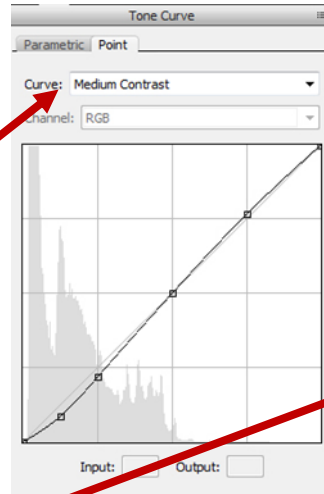 Tone Curve
Parametric Point
Curve: Medium Contrast
Channel: RGB
Input: Output: